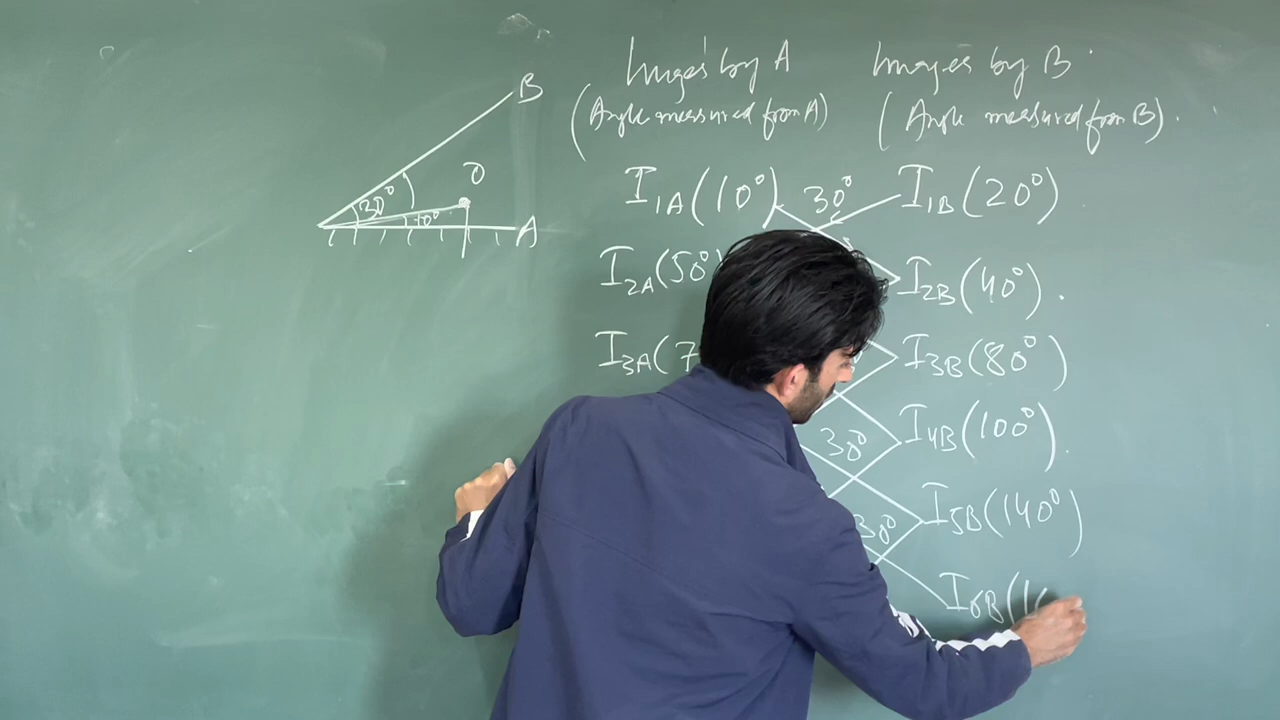 Images by A Images by B
(Angle measured from A) (Angle measured from B).
B
O
30°
10°
A
I1A(10°) 30° I1B(20°)
I2A(50° I2B(40°).
I3A(7 I3B(80°)
30° I4B(100°).
30° I5B(140°)
I6B(1